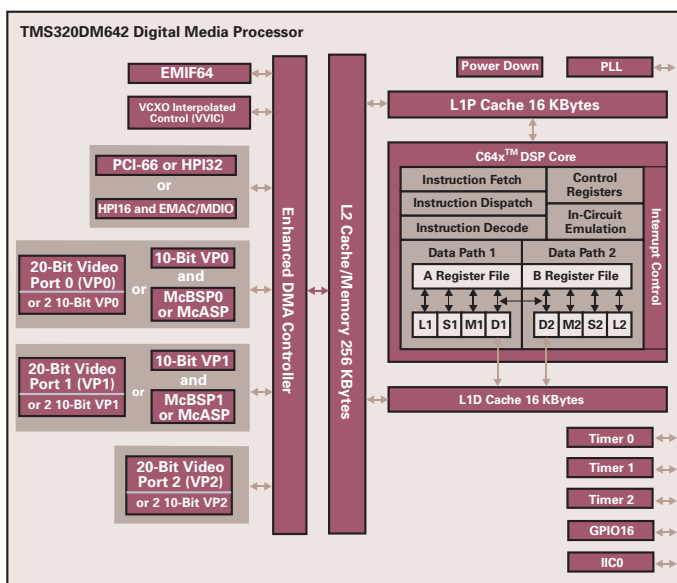 TMS320DM642 Digital Media Processor
EMIF64
VCXO Interpolated
Control (VVIC)
PCI-66 or HPI32
or
HPI16 and EMAC/MDIO
20-Bit Video
Port 0 (VP0)
or 2 10-Bit VP0
or
10-Bit VP0
and
McBSP0
or McASP
20-Bit Video
Port 1 (VP1)
or 2 10-Bit VP1
or
10-Bit VP1
and
McBSP1
or McASP
20-Bit Video
Port 2 (VP2)
or 2 10-Bit VP2
Enhanced DMA Controller
L2 Cache/Memory 256 KBytes
Power Down
PLL
L1P Cache 16 KBytes
C64x™ DSP Core
Instruction Fetch
Instruction Dispatch
Instruction Decode
Control
Registers
In-Circuit
Emulation
Interrupt Control
Data Path 1
Data Path 2
A Register File
B Register File
L1 S1 M1 D1
D2 M2 S2 L2
L1D Cache 16 KBytes
Timer 0
Timer 1
Timer 2
GPIO16
IIC0